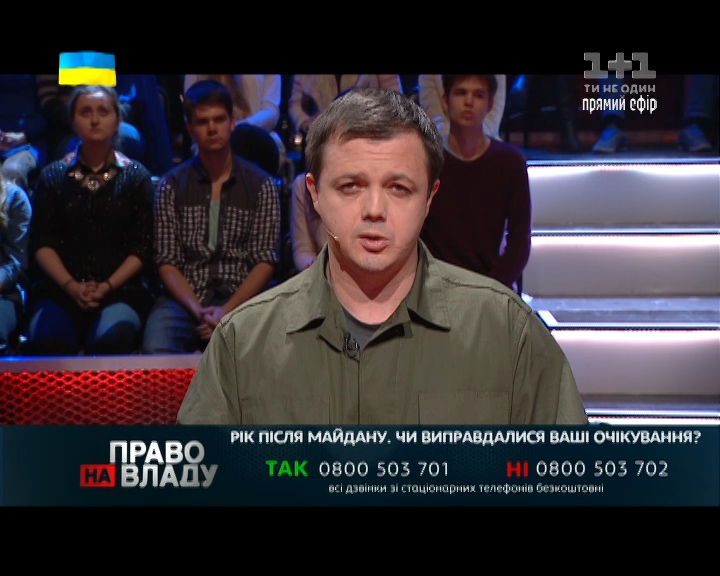 1+1
ТИ НЕ ОДИН
ПРЯМИЙ ЕФІР
РІК ПІСЛЯ МАЙДАНУ. ЧИ ВИПРАВДАЛИСЯ ВАШІ ОЧІКУВАННЯ?
ПРАВО
НА ВЛАДУ
ТАК 0800 503 701 НІ 0800 503 702
всі дзвінки зі стаціонарних телефонів безкоштовні